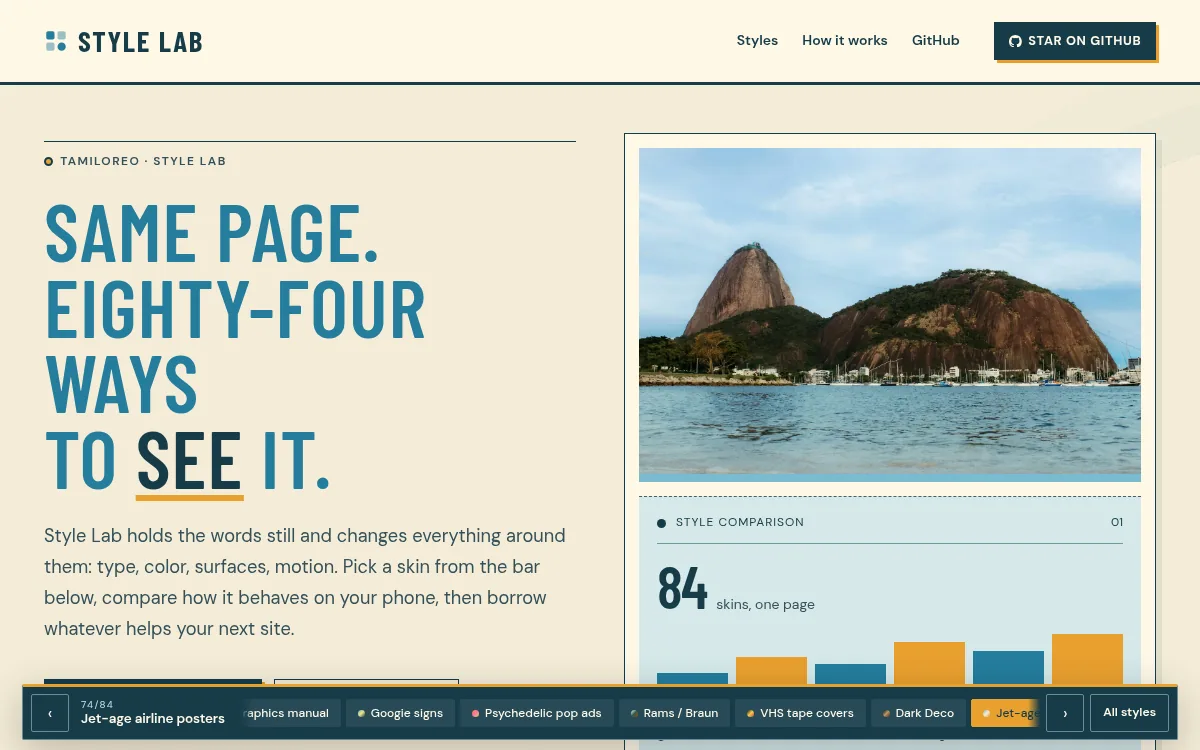 STYLE LAB
Styles
How it works
GitHub
STAR ON GITHUB
TAMILOREO · STYLE LAB
SAME PAGE.
EIGHTY-FOUR
WAYS
TO SEE IT.
Style Lab holds the words still and changes everything around
them: type, color, surfaces, motion. Pick a skin from the bar
below, compare how it behaves on your phone, then borrow
whatever helps your next site.
STYLE COMPARISON
01
84 skins, one page
‹
74/84
Jet-age airline posters
aphics manual
Googie signs
Psychedelic pop ads
Rams / Braun
VHS tape covers
Dark Deco
Jet-age
›
All styles